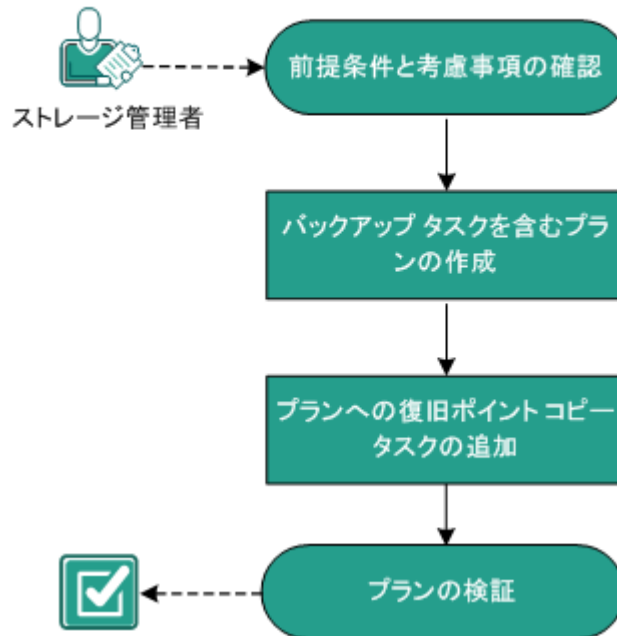 前提条件と考慮事項の確認
ストレージ管理者
バックアップ タスクを含むプラ
ンの作成
プランへの復旧ポイント コピー
タスクの追加
プランの検証